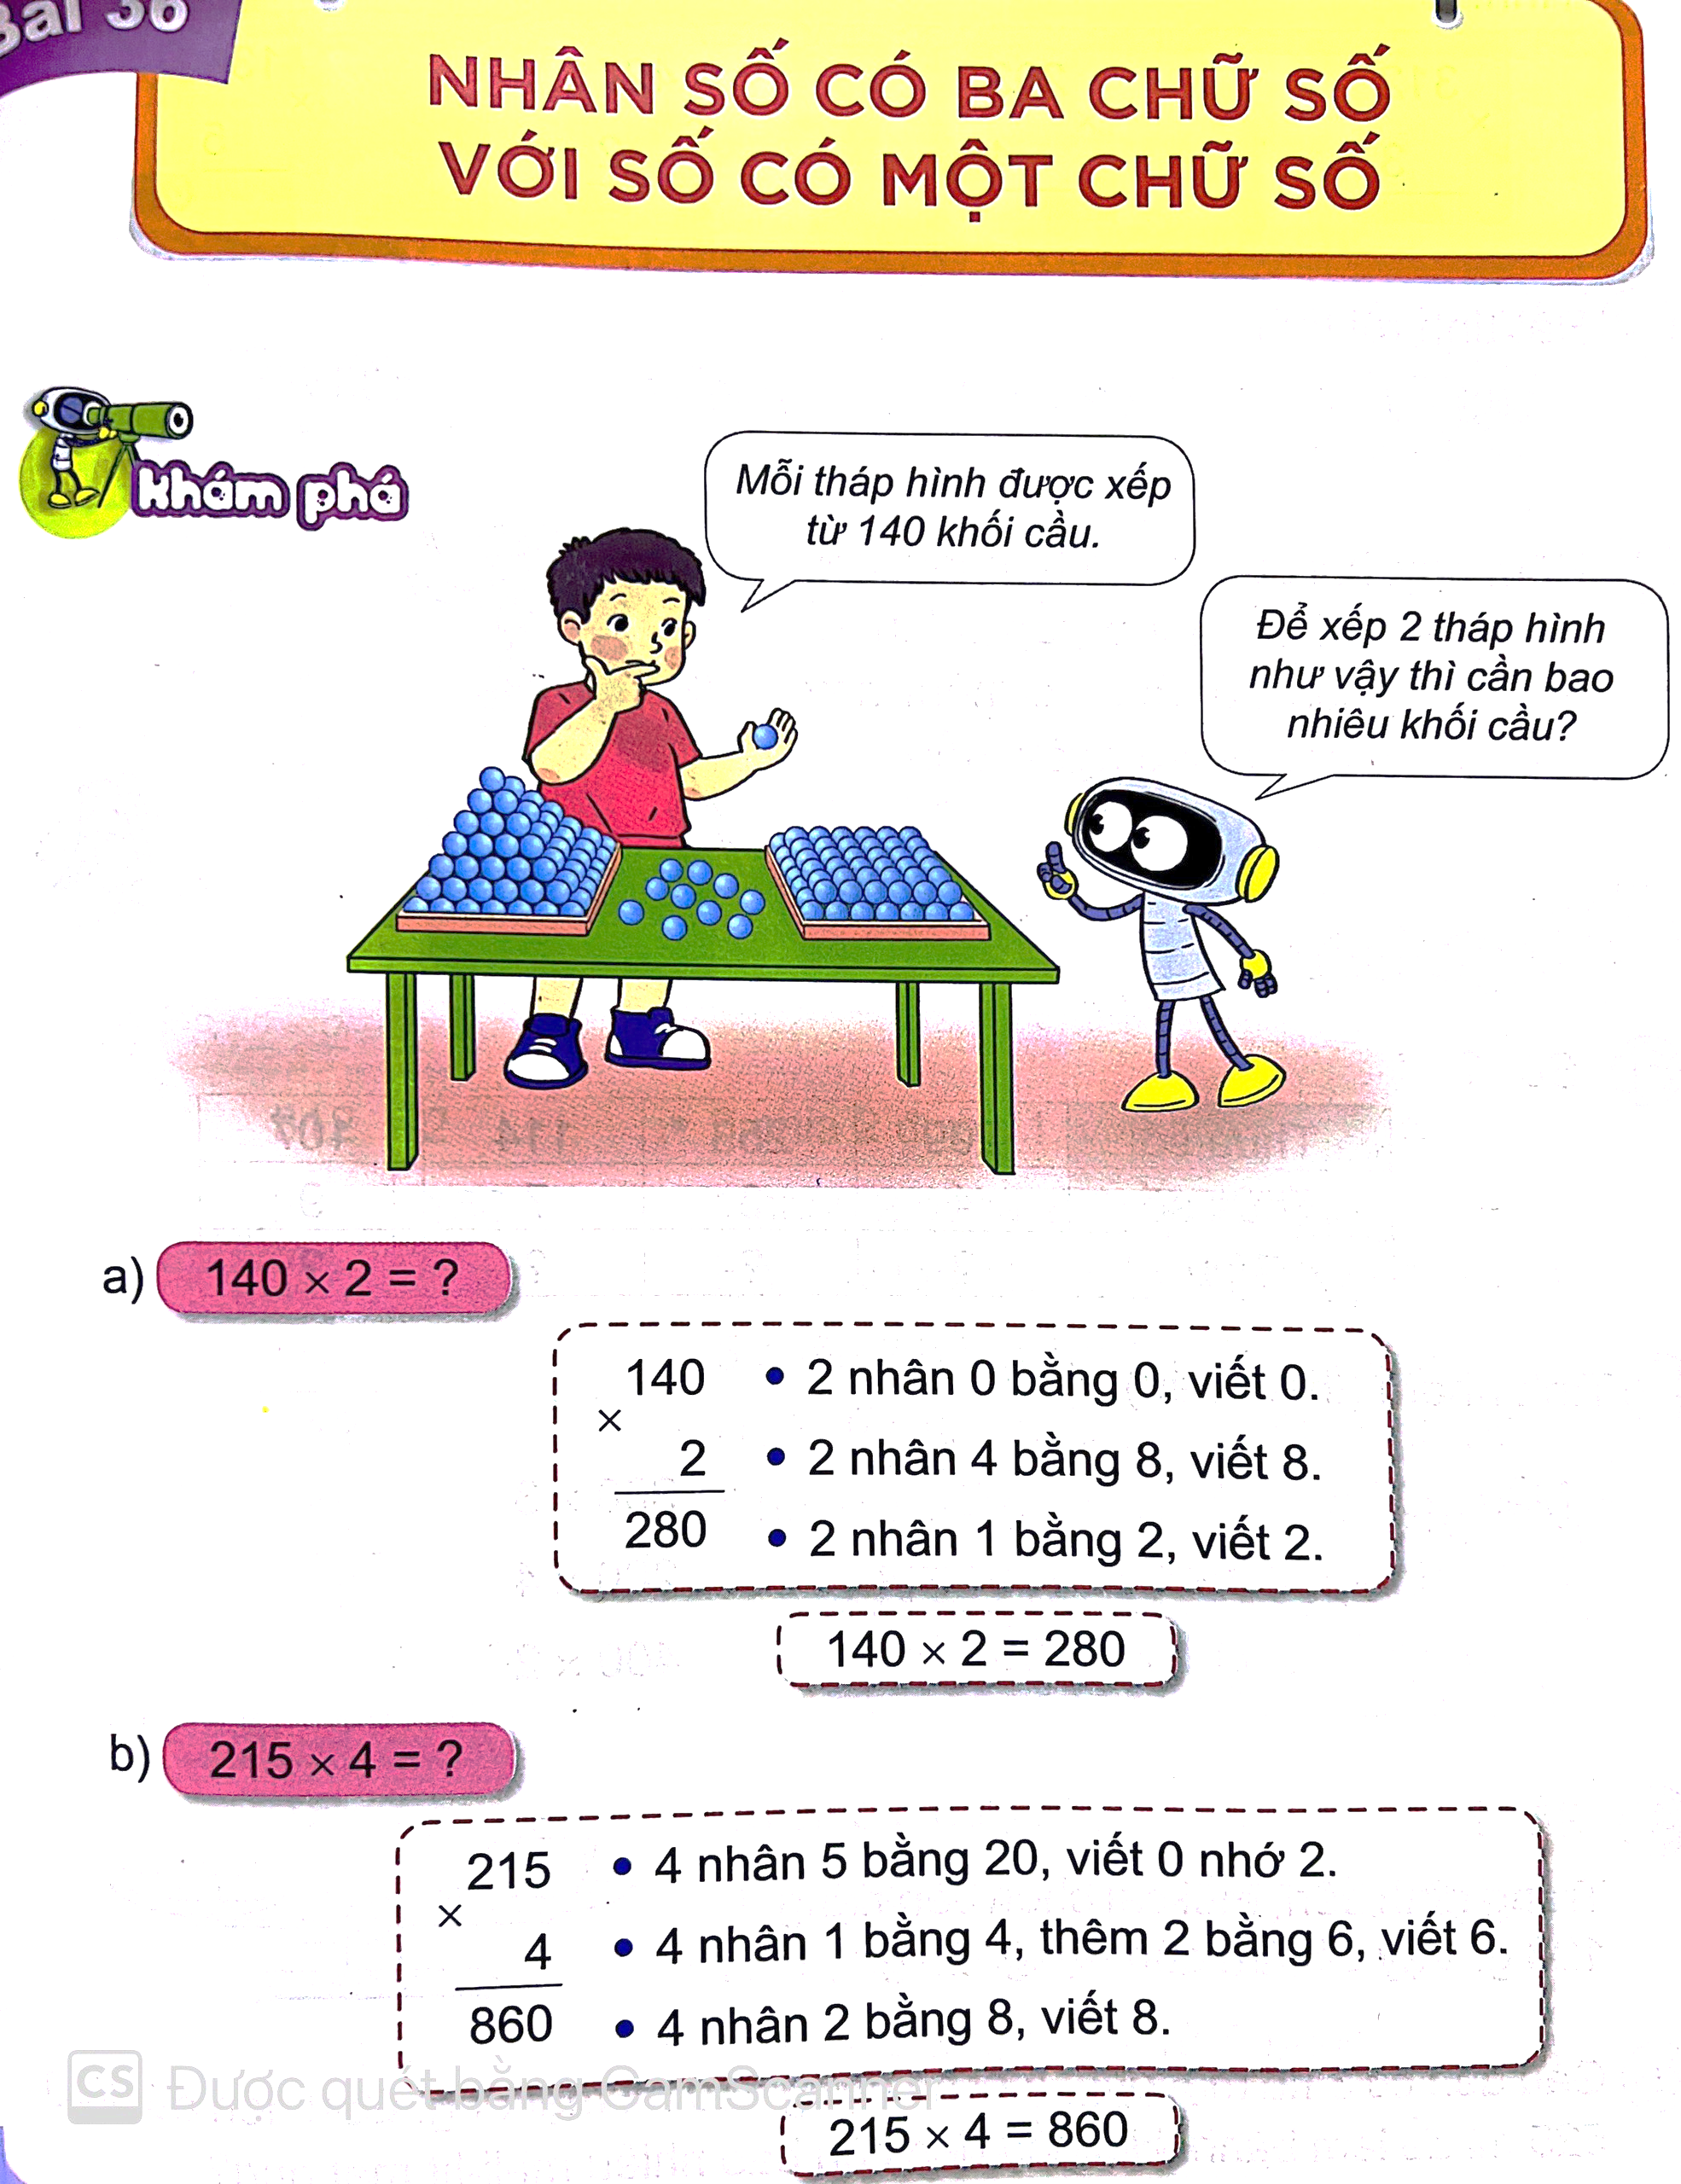 Bài 36
NHÂN SỐ CÓ BA CHỮ SỐ
VỚI SỐ CÓ MỘT CHỮ SỐ
Khám phá
Mỗi tháp hình được xếp
từ 140 khối cầu.
Để xếp 2 tháp hình
như vậy thì cần bao
nhiêu khối cầu?
a) 140 × 2 = ?
140 • 2 nhân 0 bằng 0, viết 0.
×
2 • 2 nhân 4 bằng 8, viết 8.
280 • 2 nhân 1 bằng 2, viết 2.
140 × 2 = 280
b) 215 × 4 = ?
215 • 4 nhân 5 bằng 20, viết 0 nhớ 2.
×
4 • 4 nhân 1 bằng 4, thêm 2 bằng 6, viết 6.
860 • 4 nhân 2 bằng 8, viết 8.
CS Được quét bằng CamScanner
215 × 4 = 860